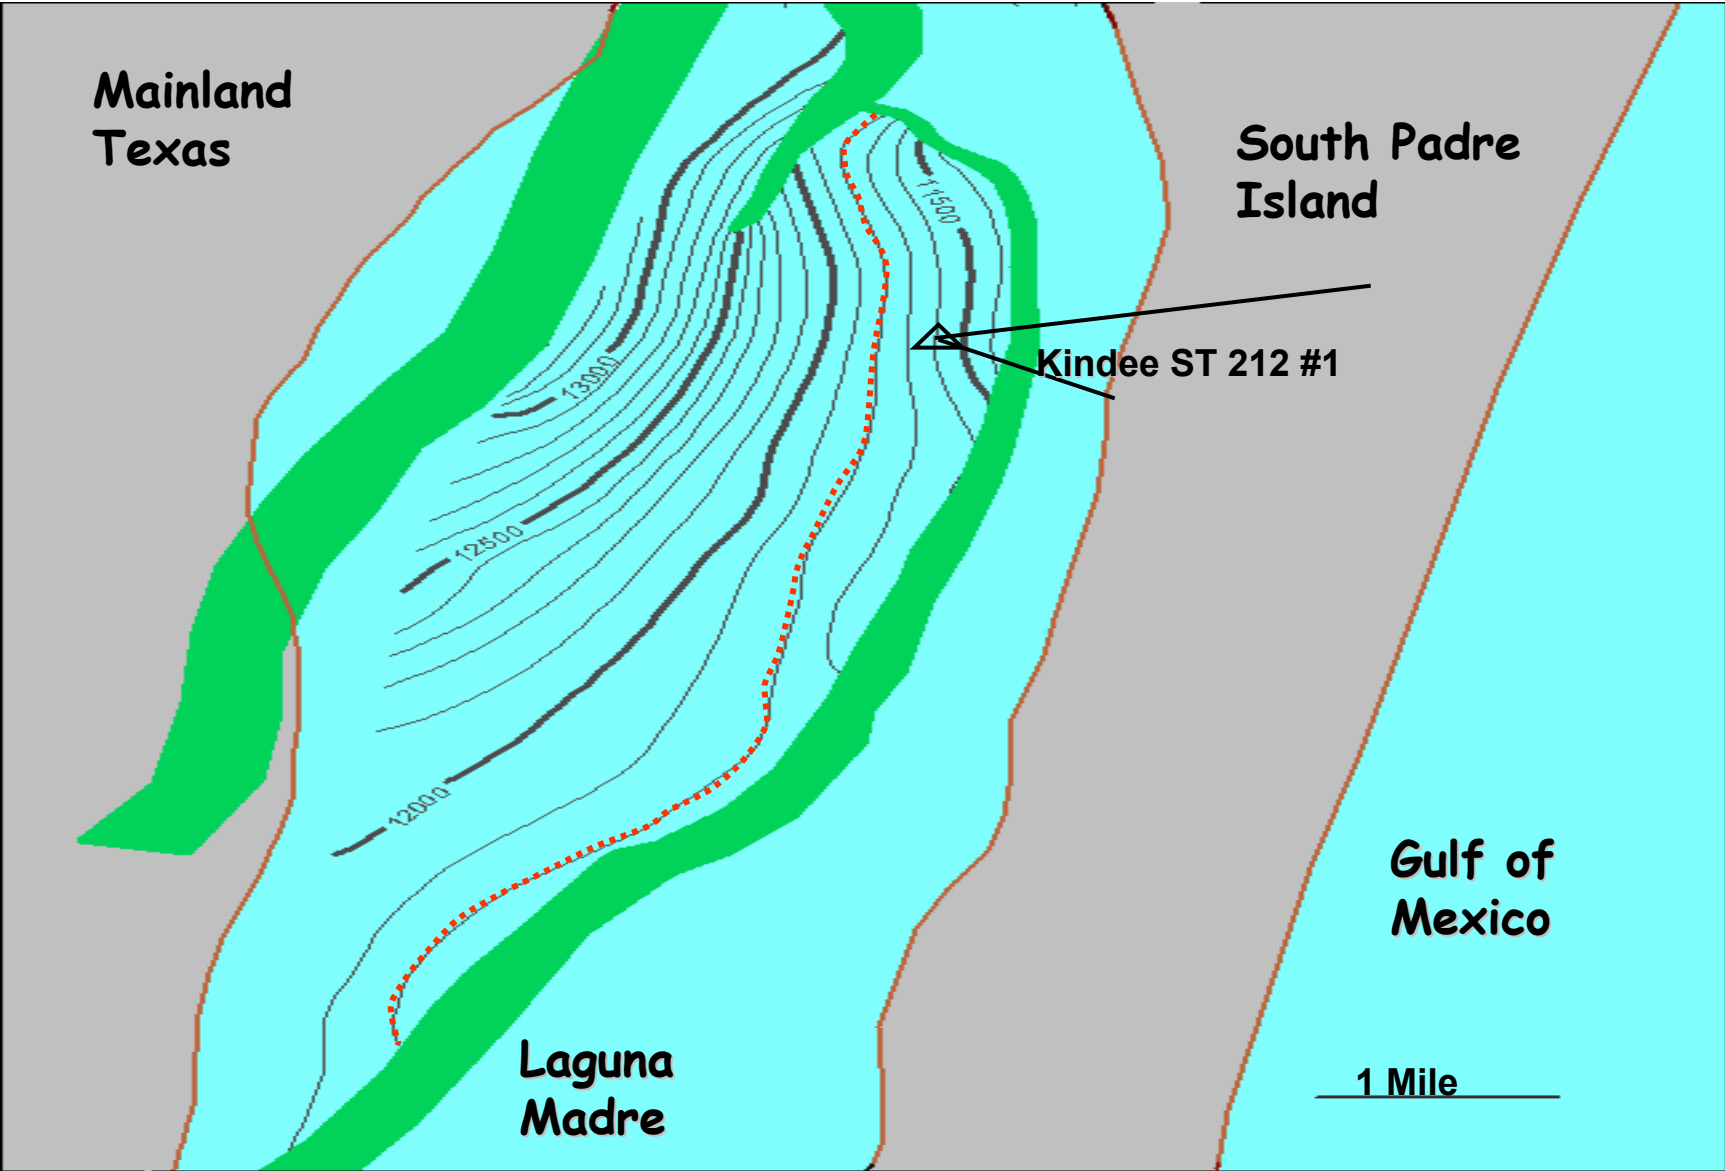 Mainland
Texas
South Padre
Island
11500
Kindee ST 212 #1
13000
12500
12000
Gulf of
Mexico
Laguna
Madre
1 Mile